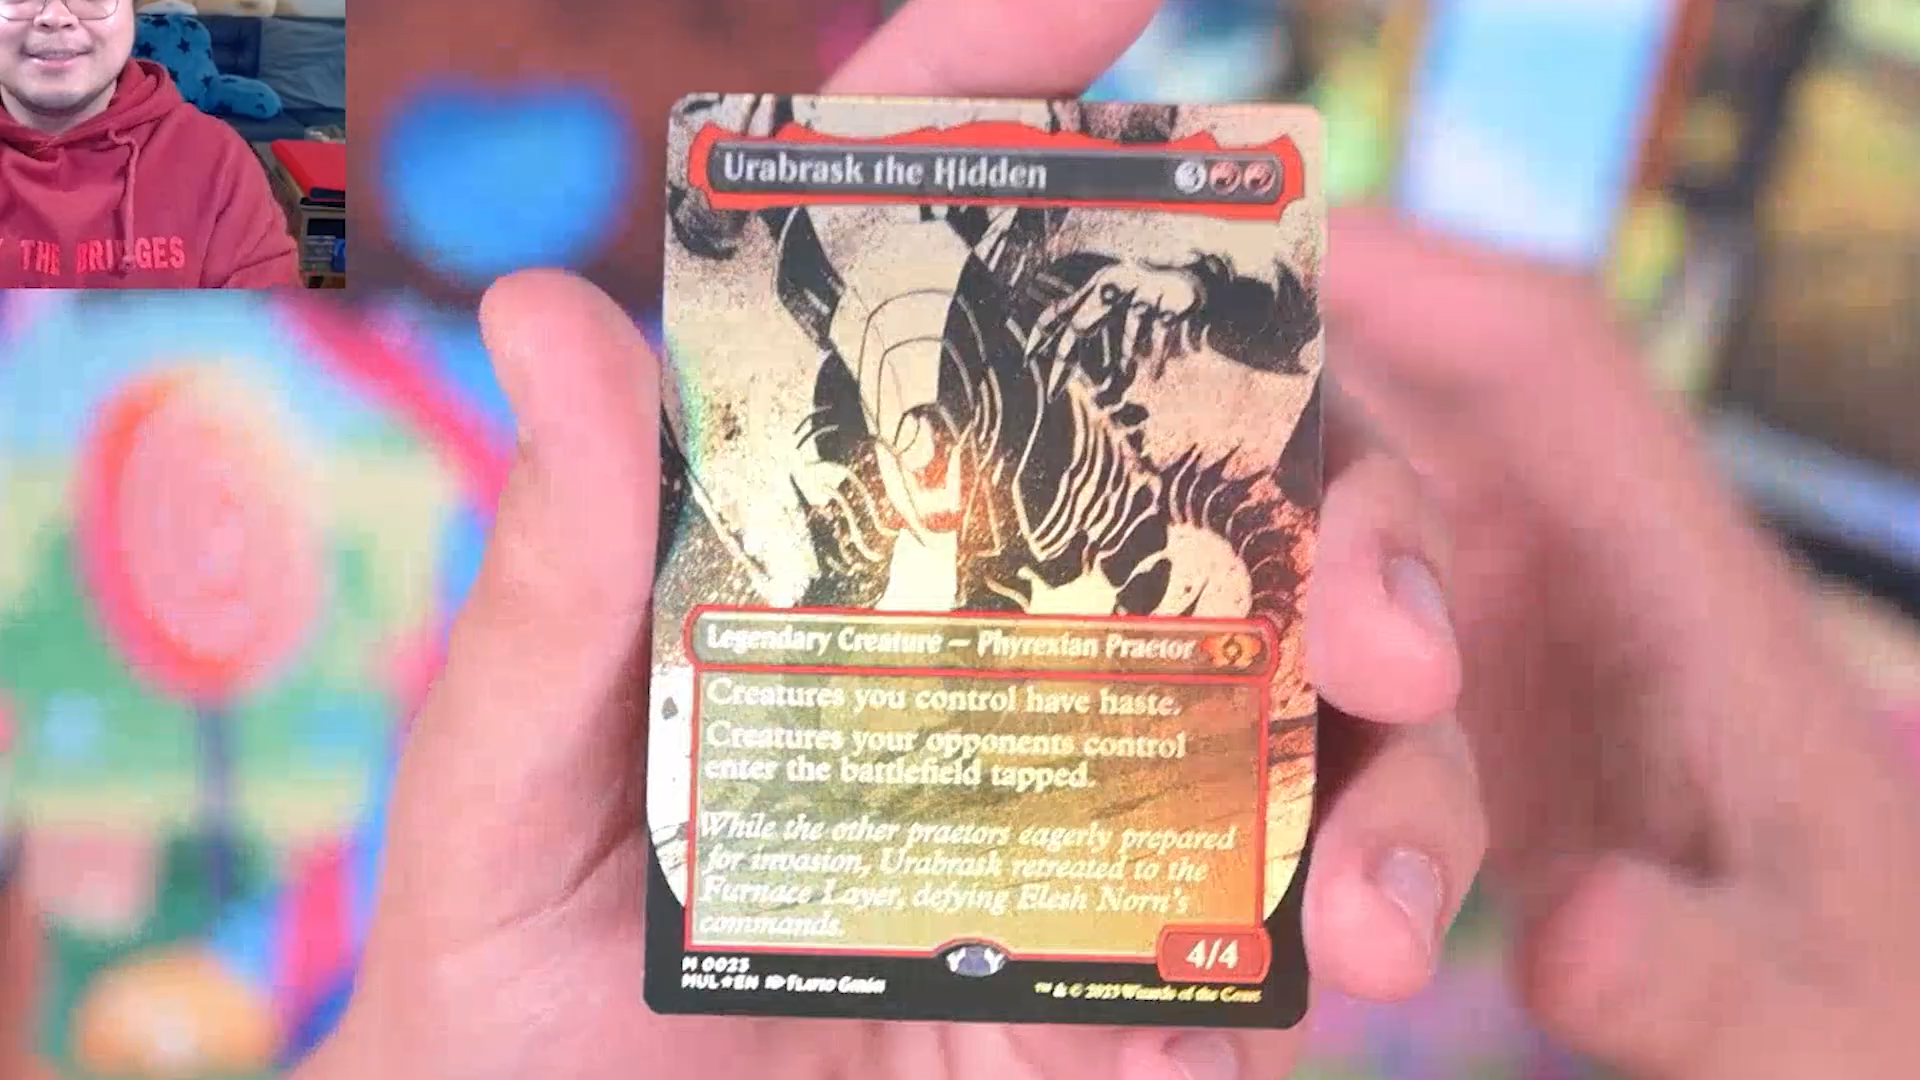 THE BRIDGES
Urabrask the Hidden
Legendary Creature — Phyrexian Praetor
Creatures you control have haste.
Creatures your opponents control
enter the battlefield tapped.
While the other praetors eagerly prepared
for invasion, Urabrask retreated to the
Furnace Layer, defying Elesh Norn's
commands.
4/4
M 0023
MUL★EN Flavio Girón
™ & © 2023 Wizards of the Coast